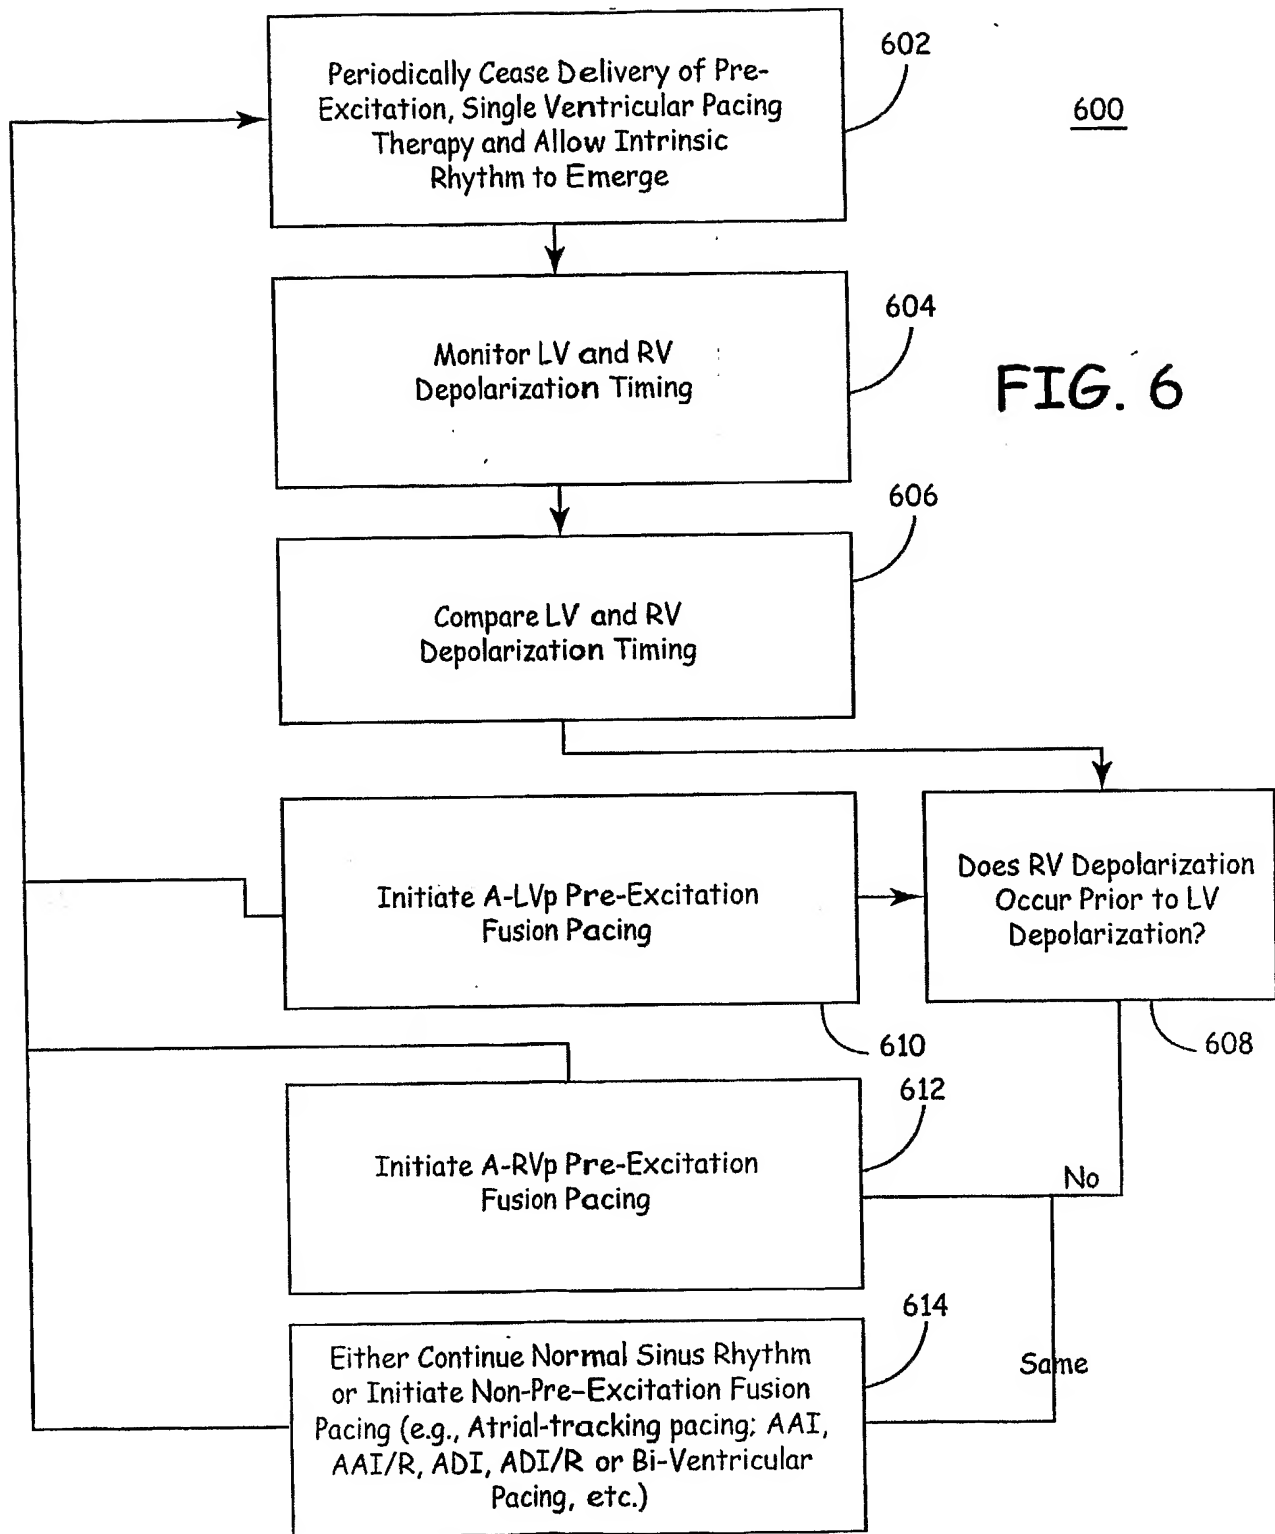 602
Periodically Cease Delivery of Pre-
Excitation, Single Ventricular Pacing
Therapy and Allow Intrinsic
Rhythm to Emerge
600
604
Monitor LV and RV
Depolarization Timing
FIG. 6
606
Compare LV and RV
Depolarization Timing
Initiate A-LVp Pre-Excitation
Fusion Pacing
Does RV Depolarization
Occur Prior to LV
Depolarization?
610
608
612
Initiate A-RVp Pre-Excitation
Fusion Pacing
No
614
Either Continue Normal Sinus Rhythm
or Initiate Non-Pre-Excitation Fusion
Pacing (e.g., Atrial-tracking pacing; AAI,
AAI/R, ADI, ADI/R or Bi-Ventricular
Pacing, etc.)
Same